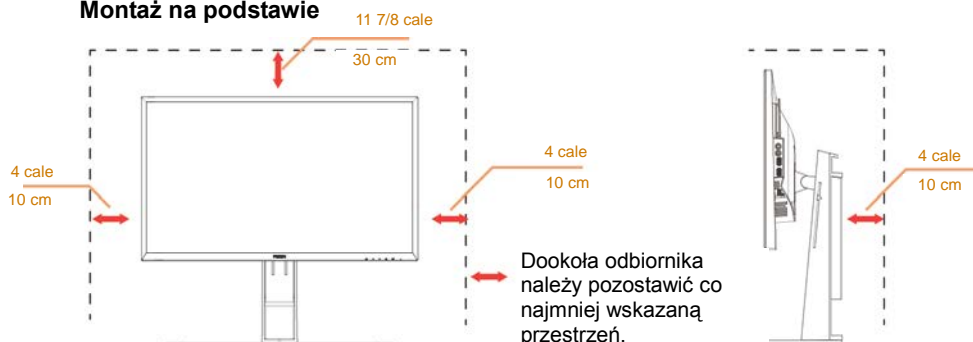 Montaż na podstawie
11 7/8 cale
30 cm
4 cale
10 cm
4 cale
10 cm
4 cale
10 cm
Dookoła odbiornika
należy pozostawić co
najmniej wskazaną
przestrzeń.